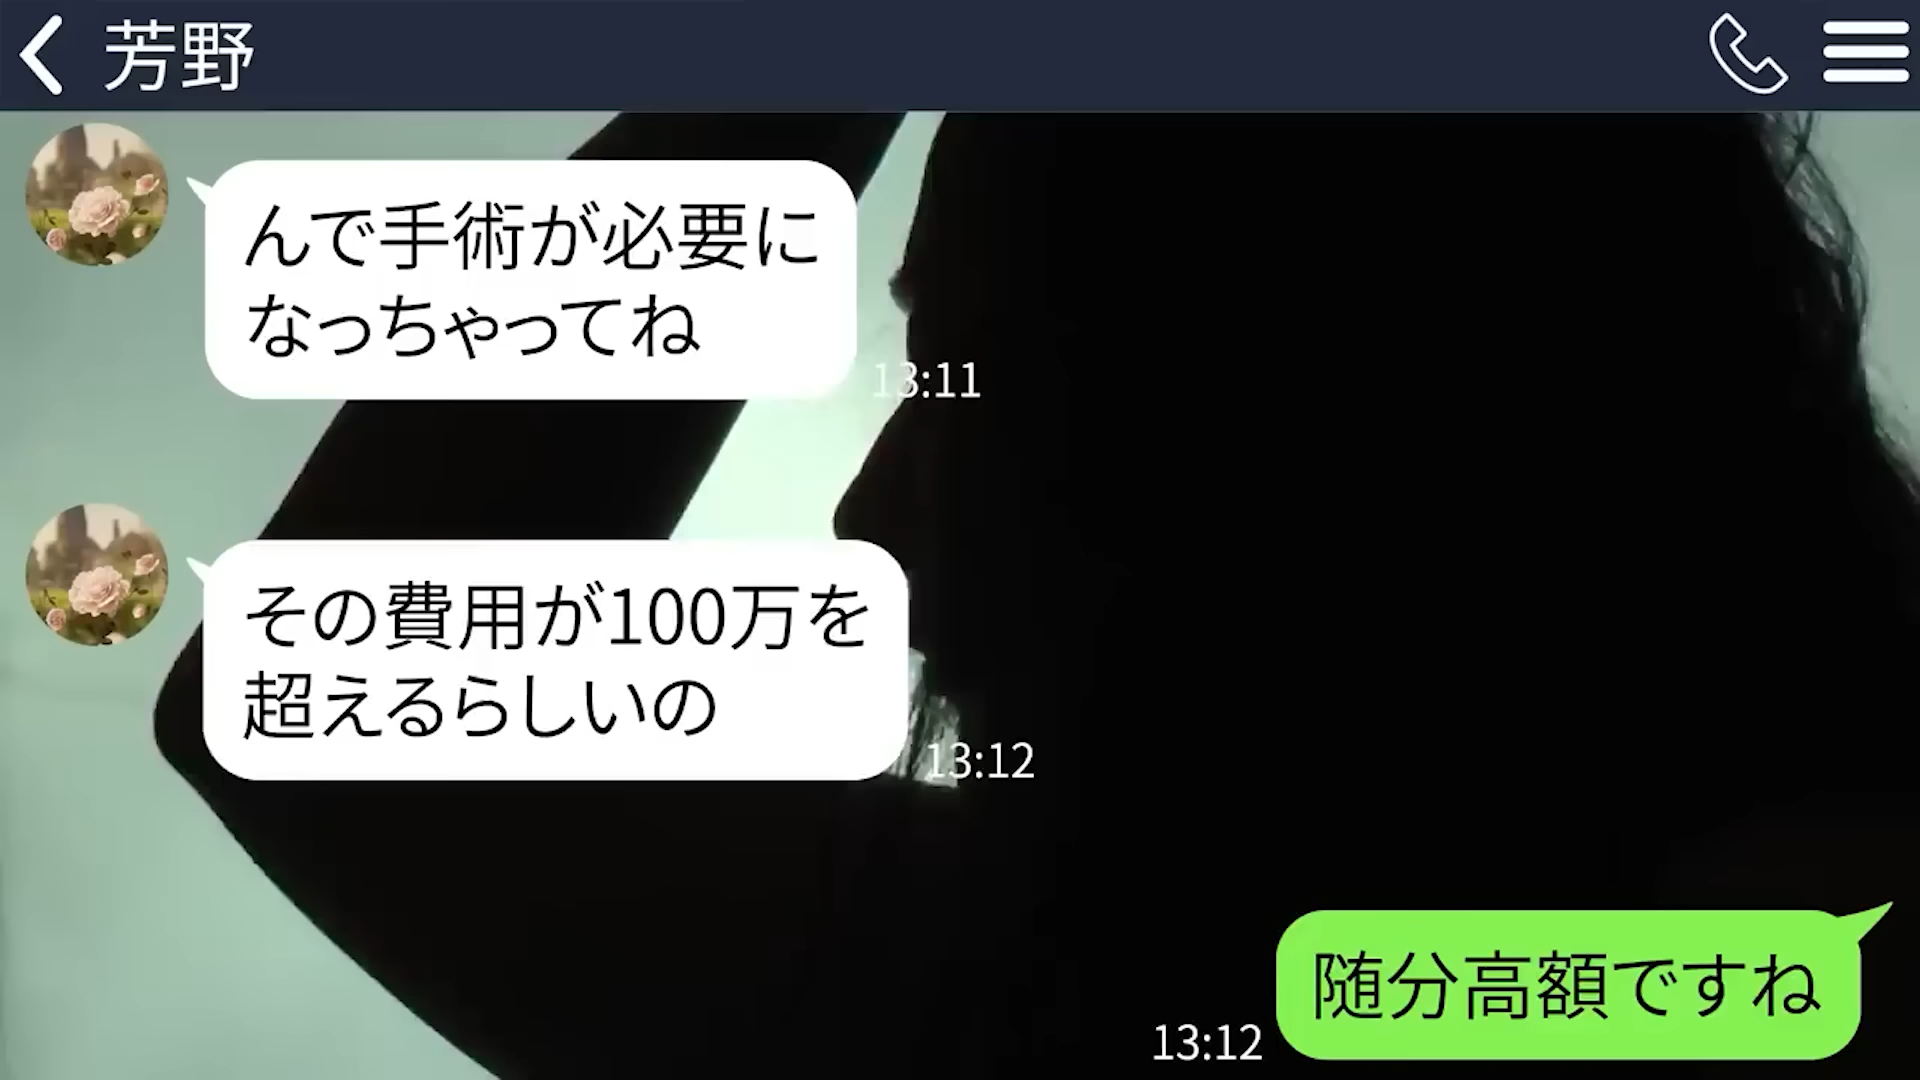 芳野
んで手術が必要に
なっちゃってね
13:11
その費用が100万を
超えるらしいの
13:12
随分高額ですね
13:12